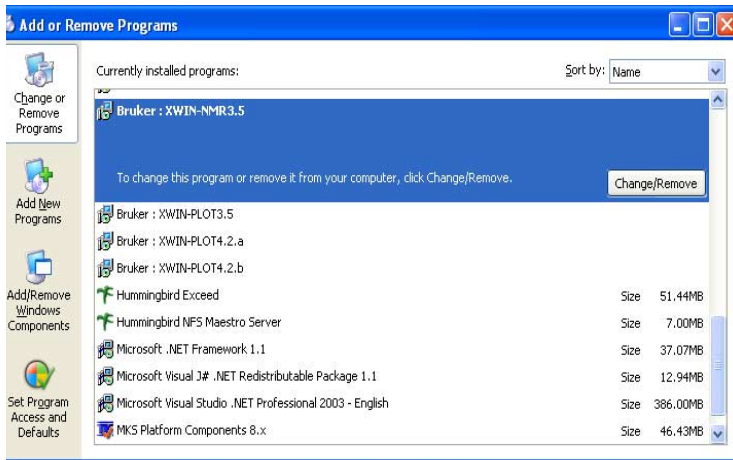 Add or Remove Programs
Change or
Remove
Programs
Add New
Programs
Add/Remove
Windows
Components
Set Program
Access and
Defaults
Currently installed programs:
Sort by: Name
Bruker : XWIN-NMR3.5
To change this program or remove it from your computer, click Change/Remove.
Change/Remove
Bruker : XWIN-PLOT3.5
Bruker : XWIN-PLOT4.2.a
Bruker : XWIN-PLOT4.2.b
Hummingbird Exceed Size 51.44MB
Hummingbird NFS Maestro Server Size 7.00MB
Microsoft .NET Framework 1.1 Size 37.07MB
Microsoft Visual J# .NET Redistributable Package 1.1 Size 12.94MB
Microsoft Visual Studio .NET Professional 2003 - English Size 386.00MB
MKS Platform Components 8.x Size 46.43MB